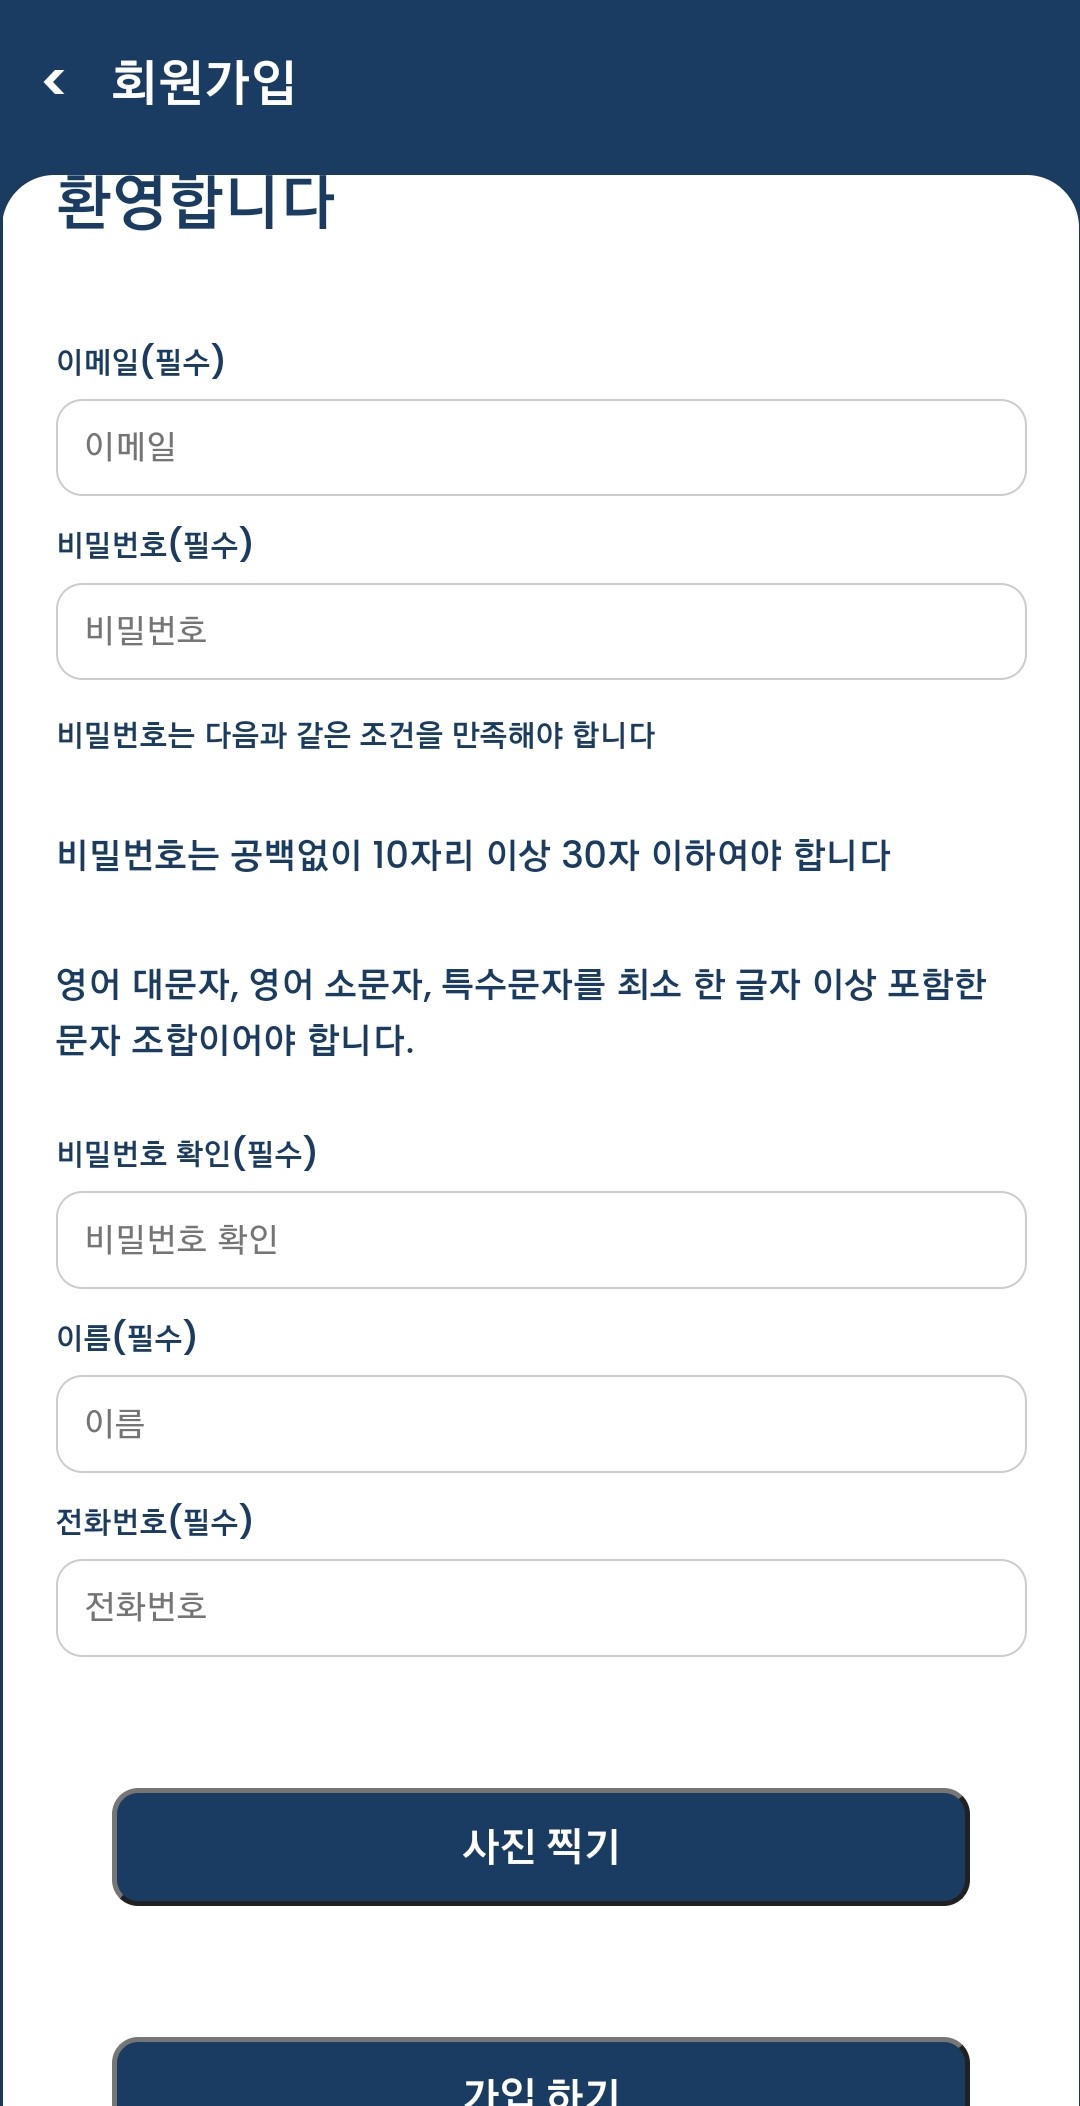 회원가입
환영합니다
이메일(필수)
이메일
비밀번호(필수)
비밀번호
비밀번호는 다음과 같은 조건을 만족해야 합니다
비밀번호는 공백없이 10자리 이상 30자 이하여야 합니다
영어 대문자, 영어 소문자, 특수문자를 최소 한 글자 이상 포함한
문자 조합이어야 합니다.
비밀번호 확인(필수)
비밀번호 확인
이름(필수)
이름
전화번호(필수)
전화번호
사진 찍기
가입 하기